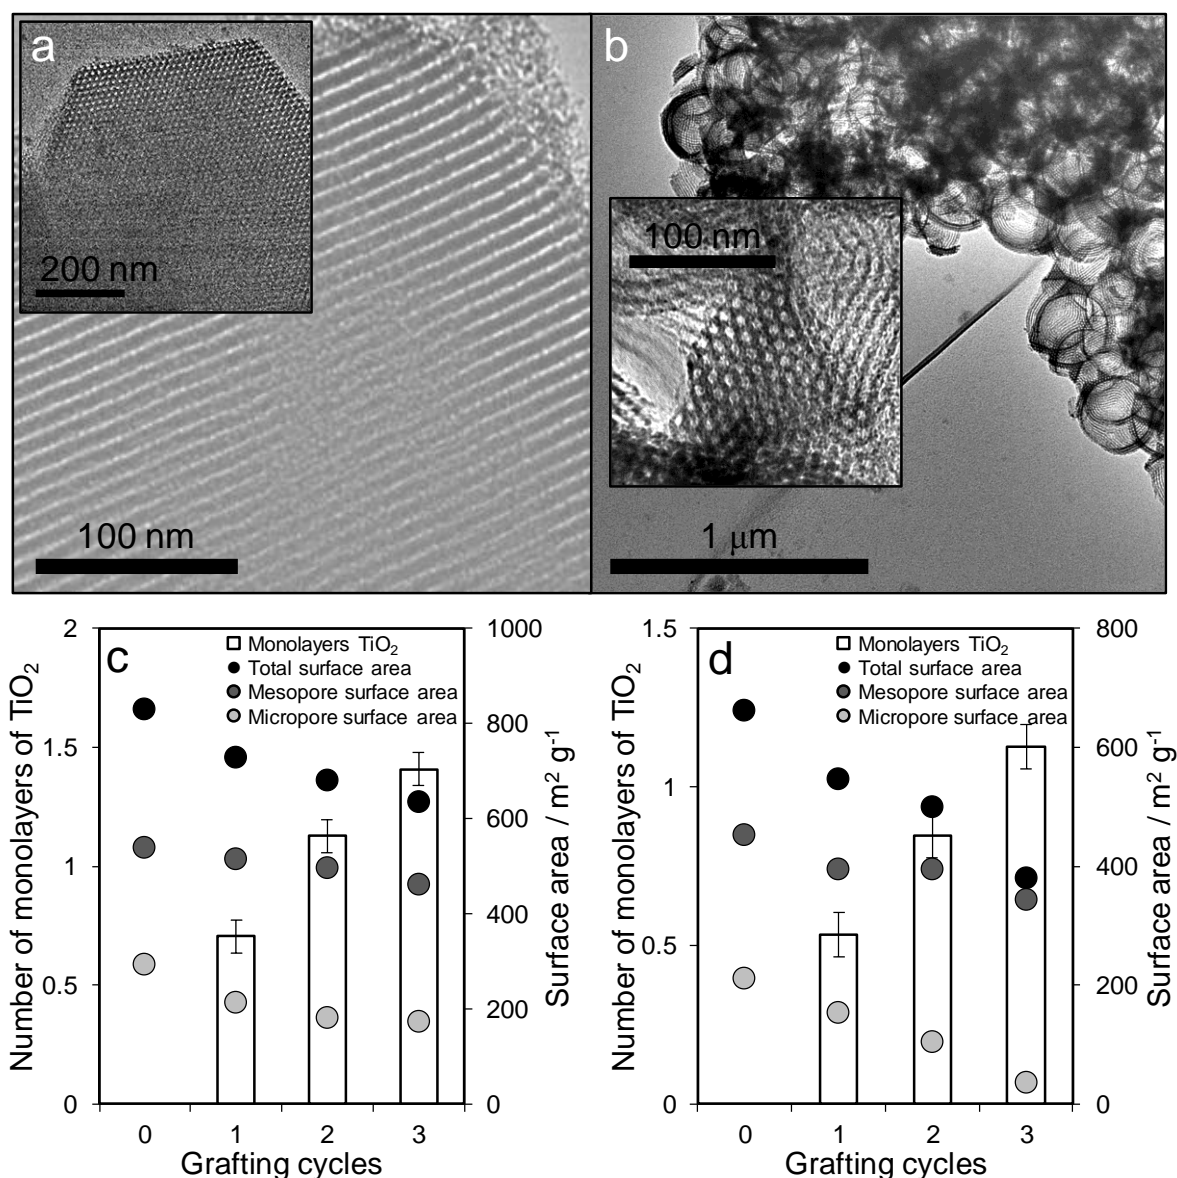 a
200 nm
100 nm
b
100 nm
1 μm
c
Monolayers TiO2
Total surface area
Mesopore surface area
Micropore surface area
Number of monolayers of TiO2
2
1.5
1
0.5
0
1000
800
600
400
200
0
Surface area / m2 g-1
0 1 2 3
Grafting cycles
d
Monolayers TiO2
Total surface area
Mesopore surface area
Micropore surface area
Number of monolayers of TiO2
1.5
1
0.5
0
800
600
400
200
0
Surface area / m2 g-1
0 1 2 3
Grafting cycles